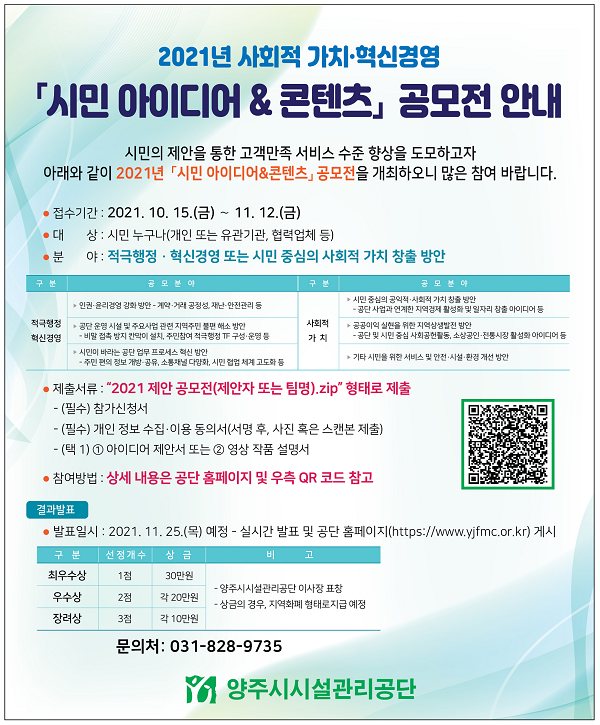 2021년 사회적 가치·혁신경영
「시민 아이디어 & 콘텐츠」 공모전 안내
시민의 제안을 통한 고객만족 서비스 수준 향상을 도모하고자
아래와 같이 2021년 「시민 아이디어&콘텐츠」 공모전을 개최하오니 많은 참여 바랍니다.
● 접수기간 : 2021. 10. 15.(금) ~ 11. 12.(금)
● 대 상 : 시민 누구나(개인 또는 유관기관, 협력업체 등)
● 분 야 : 적극행정 · 혁신경영 또는 시민 중심의 사회적 가치 창출 방안
구 분 공 모 분 야 구 분 공 모 분 야
적극행정
혁신경영
▶ 인권·윤리경영 강화 방안 - 계약·거래 공정성, 재난·안전관리 등
▶ 공단 운영 시설 및 주요사업 관련 지역주민 불편 해소 방안
- 비말 접촉 방지 칸막이 설치, 주민참여 적극행정 TF 구성·운영 등
▶ 시민이 바라는 공단 업무 프로세스 혁신 방안
- 주민 편의 정보 개방·공유, 소통채널 다양화, 시민 협업 체계 고도화 등
사회적
가 치
▶ 시민 중심의 공익적·사회적 가치 창출 방안
- 공단 사업과 연계한 지역경제 활성화 및 일자리 창출 아이디어 등
▶ 공공이익 실현을 위한 지역상생발전 방안
- 공단 및 시민 중심 사회공헌활동, 소상공인·전통시장 활성화 아이디어 등
▶ 기타 시민을 위한 서비스 및 안전·시설·환경 개선 방안
● 제출서류 : “2021 제안 공모전(제안자 또는 팀명).zip” 형태로 제출
- (필수) 참가신청서
- (필수) 개인 정보 수집·이용 동의서(서명 후, 사진 혹은 스캔본 제출)
- (택 1) ① 아이디어 제안서 또는 ② 영상 작품 설명서
● 참여방법 : 상세 내용은 공단 홈페이지 및 우측 QR 코드 참고
결과발표
● 발표일시 : 2021. 11. 25.(목) 예정 - 실시간 발표 및 공단 홈페이지(https://www.yjfmc.or.kr) 게시
구 분 선정개수 상 금 비 고
최우수상 1점 30만원
우수상 2점 각 20만원
장려상 3점 각 10만원
- 양주시시설관리공단 이사장 표창
- 상금의 경우, 지역화폐 형태로지급 예정
문의처: 031-828-9735
양주시시설관리공단